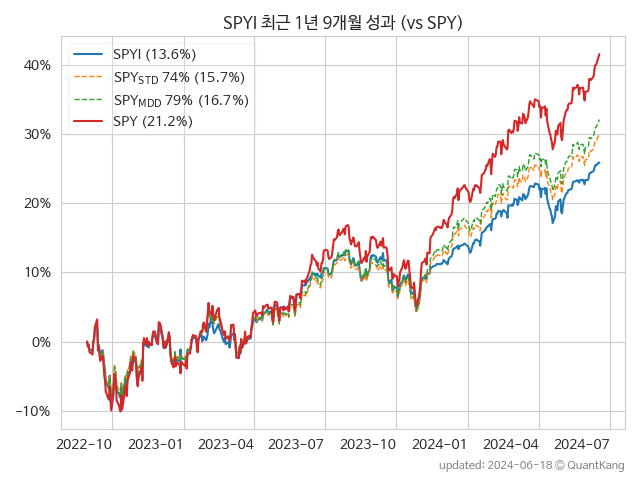 SPYI 최근 1년 9개월 성과 (vs SPY)
SPYI (13.6%)
SPYSTD 74% (15.7%)
SPYMDD 79% (16.7%)
SPY (21.2%)
40%
30%
20%
10%
0%
−10%
2022-10 2023-01 2023-04 2023-07 2023-10 2024-01 2024-04 2024-07
updated: 2024-06-18 © QuantKang